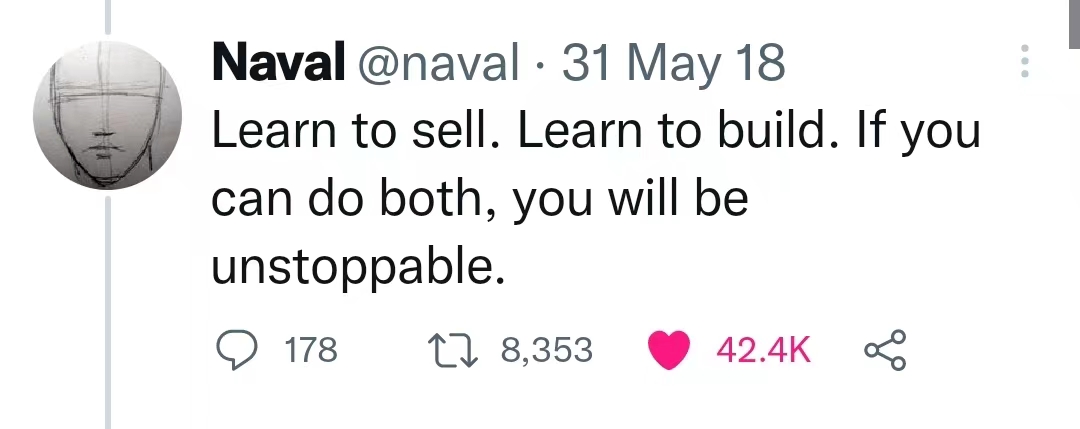 Naval @naval · 31 May 18
Learn to sell. Learn to build. If you
can do both, you will be
unstoppable.
178 8,353 42.4K